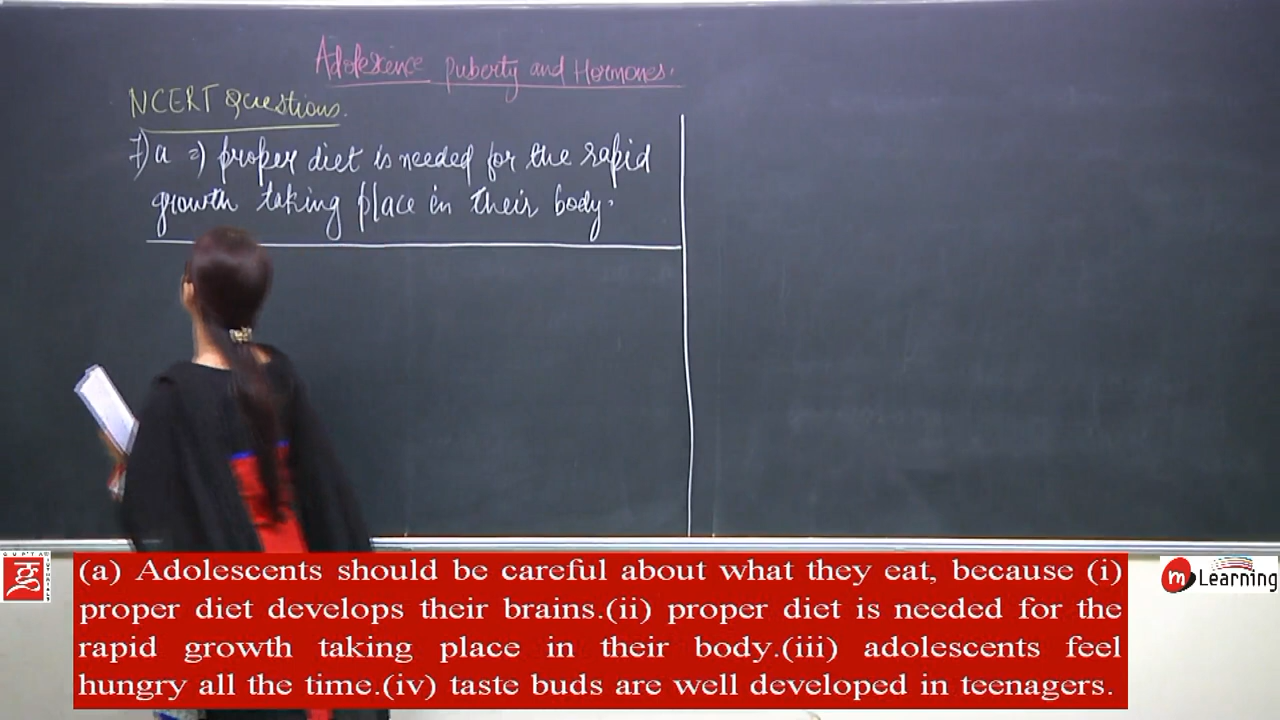 Adolescence puberty and Hormones.
NCERT Questions.
7) a => proper diet is needed for the rapid
growth taking place in their body.
(a) Adolescents should be careful about what they eat, because (i)
proper diet develops their brains.(ii) proper diet is needed for the
rapid growth taking place in their body.(iii) adolescents feel
hungry all the time.(iv) taste buds are well developed in teenagers.
GUPTA
m Learning